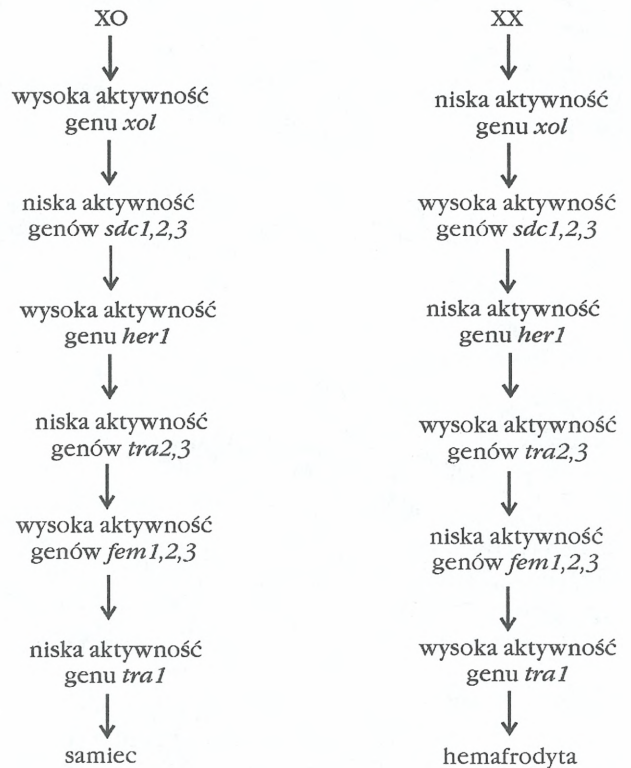 XO
wysoka aktywność
genu xol
niska aktywność
genów sdc1,2,3
wysoka aktywność
genu her1
niska aktywność
genów tra2,3
wysoka aktywność
genów fem1,2,3
niska aktywność
genu tra1
samiec
XX
niska aktywność
genu xol
wysoka aktywność
genów sdc1,2,3
niska aktywność
genu her1
wysoka aktywność
genów tra2,3
niska aktywność
genów fem1,2,3
wysoka aktywność
genu tra1
hemafrodyta